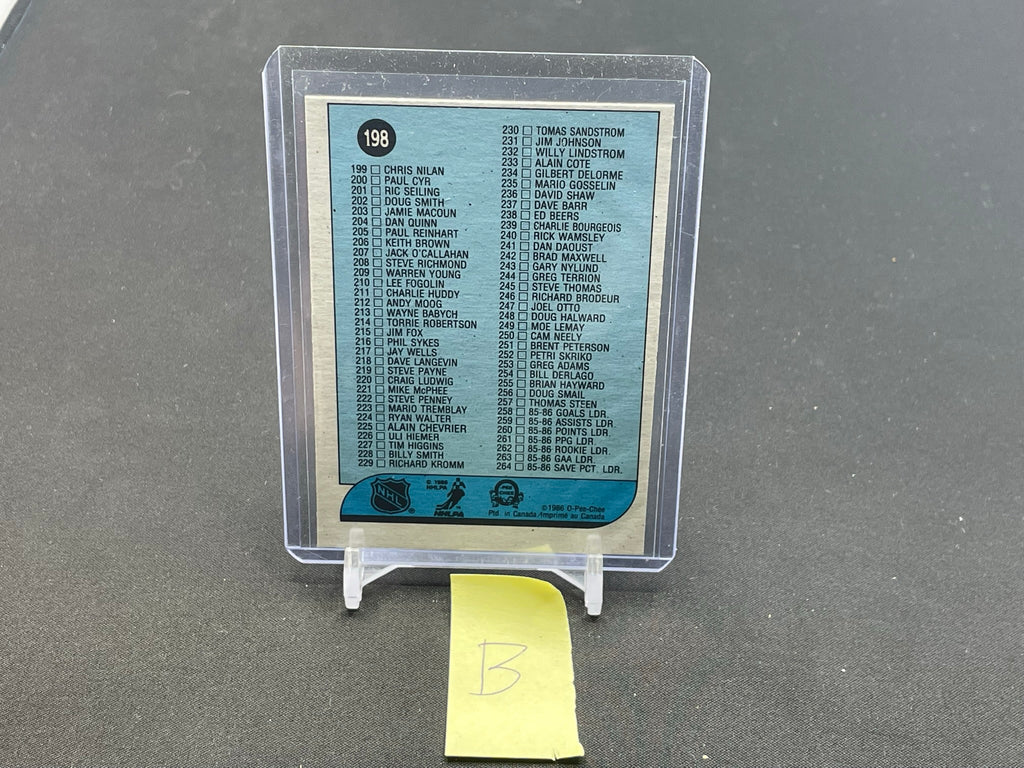 198
199 CHRIS NILAN
200 PAUL CYR
201 RIC SEILING
202 DOUG SMITH
203 JAMIE MACOUN
204 DAN QUINN
205 PAUL REINHART
206 KEITH BROWN
207 JACK O'CALLAHAN
208 STEVE RICHMOND
209 WARREN YOUNG
210 LEE FOGOLIN
211 CHARLIE HUDDY
212 ANDY MOOG
213 WAYNE BABYCH
214 TORRIE ROBERTSON
215 JIM FOX
216 PHIL SYKES
217 JAY WELLS
218 DAVE LANGEVIN
219 STEVE PAYNE
220 CRAIG LUDWIG
221 MIKE McPHEE
222 STEVE PENNEY
223 MARIO TREMBLAY
224 RYAN WALTER
225 ALAIN CHEVRIER
226 ULI HIEMER
227 TIM HIGGINS
228 BILLY SMITH
229 RICHARD KROMM
230 TOMAS SANDSTROM
231 JIM JOHNSON
232 WILLY LINDSTROM
233 ALAIN COTE
234 GILBERT DELORME
235 MARIO GOSSELIN
236 DAVID SHAW
237 DAVE BARR
238 ED BEERS
239 CHARLIE BOURGEOIS
240 RICK WAMSLEY
241 DAN DAOUST
242 BRAD MAXWELL
243 GARY NYLUND
244 GREG TERRION
245 STEVE THOMAS
246 RICHARD BRODEUR
247 JOEL OTTO
248 DOUG HALWARD
249 MOE LEMAY
250 CAM NEELY
251 BRENT PETERSON
252 PETRI SKRIKO
253 GREG ADAMS
254 BILL DERLAGO
255 BRIAN HAYWARD
256 DOUG SMAIL
257 THOMAS STEEN
258 85-86 GOALS LDR.
259 85-86 ASSISTS LDR.
260 85-86 POINTS LDR.
261 85-86 PPG LDR.
262 85-86 ROOKIE LDR.
263 85-86 GAA LDR.
264 85-86 SAVE PCT. LDR.
NHL
© 1986
NHLPA
NHLPA
O-PEE-CHEE
©1986 O-Pee-Chee
Ptd. in Canada/Imprimé au Canada
B